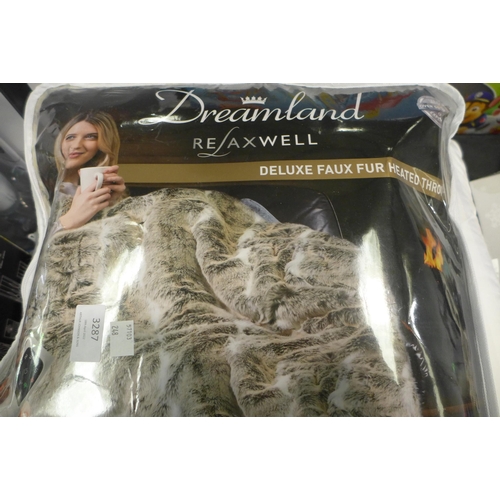 Dreamland
RELAXWELL
DELUXE FAUX FUR HEATED THRO
3287